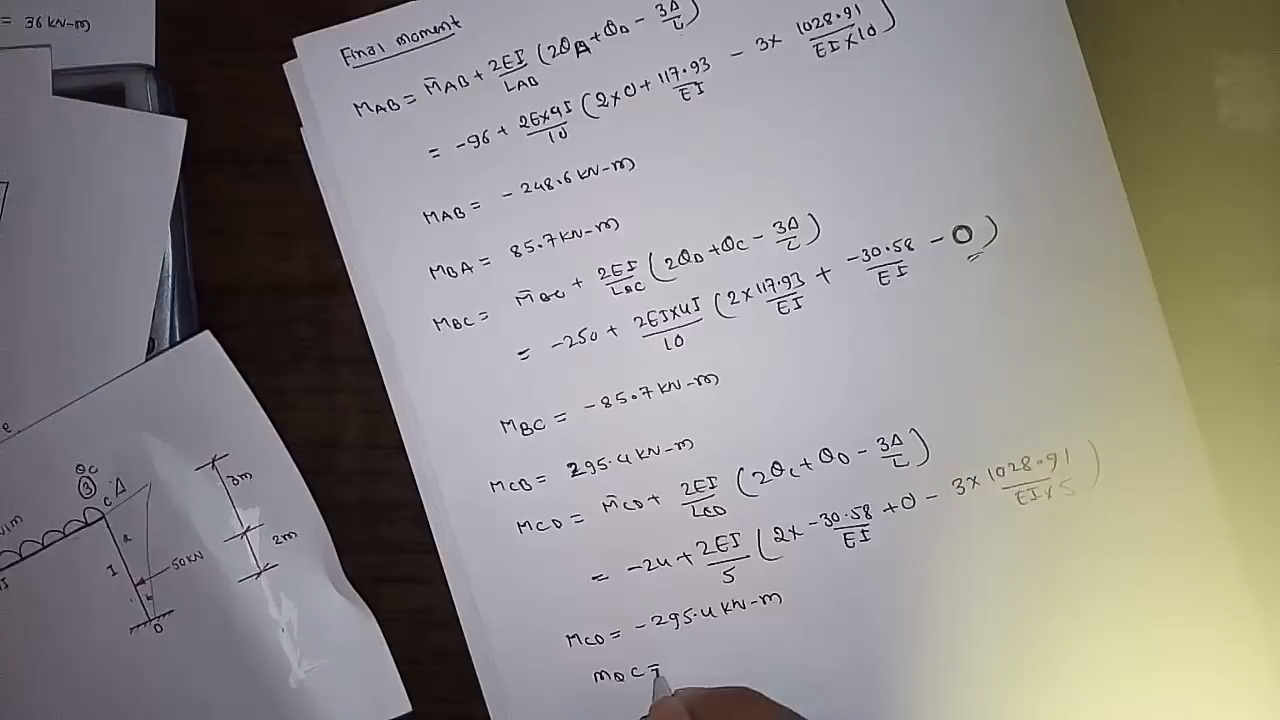 = 36 KN-m
Final moment
MAB = M̄AB + 2EI/LAB (2θA + θB - 3Δ/L)
= -96 + 2E×4I/10 (2×0 + 117.93/EI - 3× 1028.91/EI×10)
MAB = -248.6 KN-m
MBA = 85.7 KN-m
MBC = M̄BC + 2EI/LBC (2θB + θC - 3Δ/L)
= -250 + 2EI×4I/10 (2×117.93/EI + -30.58/EI - 0)
MBC = -85.7 KN-m
MCB = 295.4 KN-m
MCD = M̄CD + 2EI/LCD (2θC + θD - 3Δ/L)
= -24 + 2EI/5 (2× -30.58/EI + 0 - 3×1028.91/EI×5)
MCD = -295.4 KN-m
MDC =
θC
3
C Δ
3m
2m
a
I
50KN
b
D